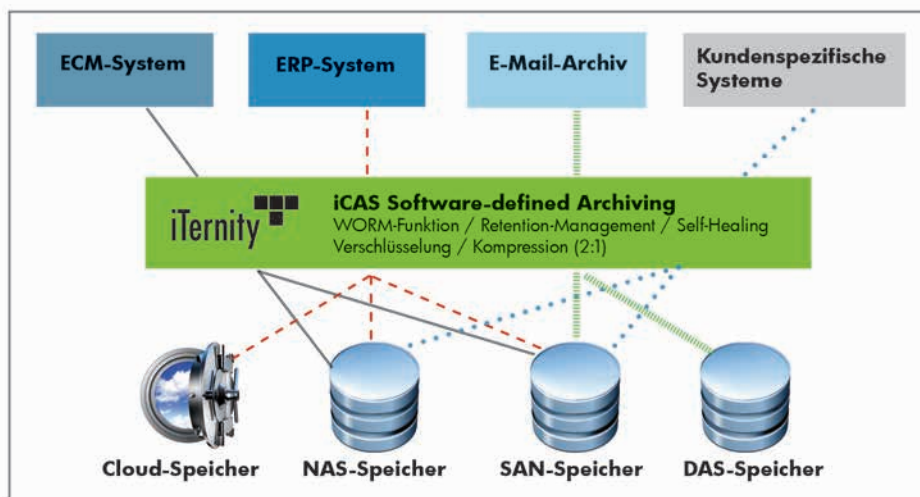 ECM-System
ERP-System
E-Mail-Archiv
Kundenspezifische
Systeme
iTernity
iCAS Software-defined Archiving
WORM-Funktion / Retention-Management / Self-Healing
Verschlüsselung / Kompression (2:1)
Cloud-Speicher
NAS-Speicher
SAN-Speicher
DAS-Speicher